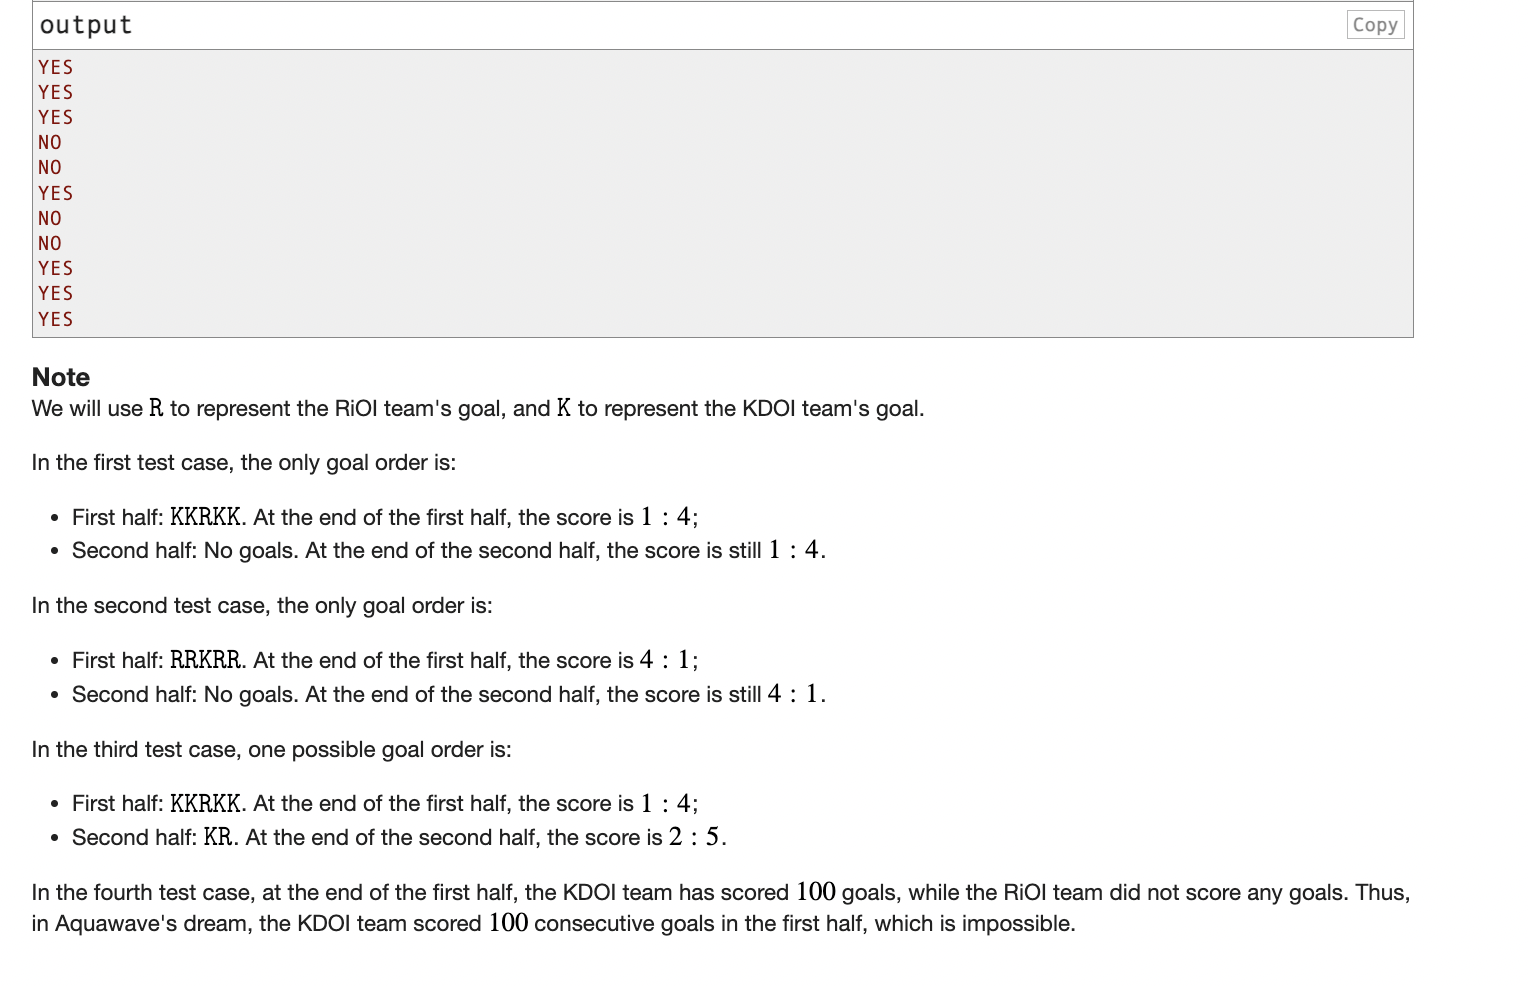 output
Copy
YES
YES
YES
NO
NO
YES
NO
NO
YES
YES
YES
Note
We will use R to represent the RiOI team's goal, and K to represent the KDOI team's goal.
In the first test case, the only goal order is:
• First half: KKRKK. At the end of the first half, the score is 1 : 4;
• Second half: No goals. At the end of the second half, the score is still 1 : 4.
In the second test case, the only goal order is:
• First half: RRKRR. At the end of the first half, the score is 4 : 1;
• Second half: No goals. At the end of the second half, the score is still 4 : 1.
In the third test case, one possible goal order is:
• First half: KKRKK. At the end of the first half, the score is 1 : 4;
• Second half: KR. At the end of the second half, the score is 2 : 5.
In the fourth test case, at the end of the first half, the KDOI team has scored 100 goals, while the RiOI team did not score any goals. Thus,
in Aquawave's dream, the KDOI team scored 100 consecutive goals in the first half, which is impossible.